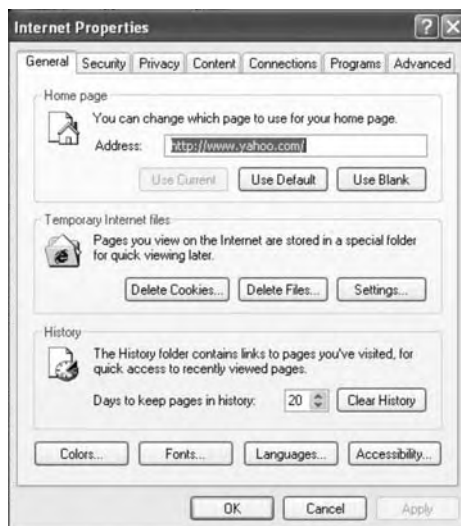 Internet Properties
General Security Privacy Content Connections Programs Advanced
Home page
You can change which page to use for your home page.
Address: http://www.yahoo.com/
Use Current Use Default Use Blank
Temporary Internet files
Pages you view on the Internet are stored in a special folder
for quick viewing later.
Delete Cookies... Delete Files... Settings...
History
The History folder contains links to pages you've visited, for
quick access to recently viewed pages.
Days to keep pages in history: 20 Clear History
Colors... Fonts... Languages... Accessibility...
OK Cancel Apply